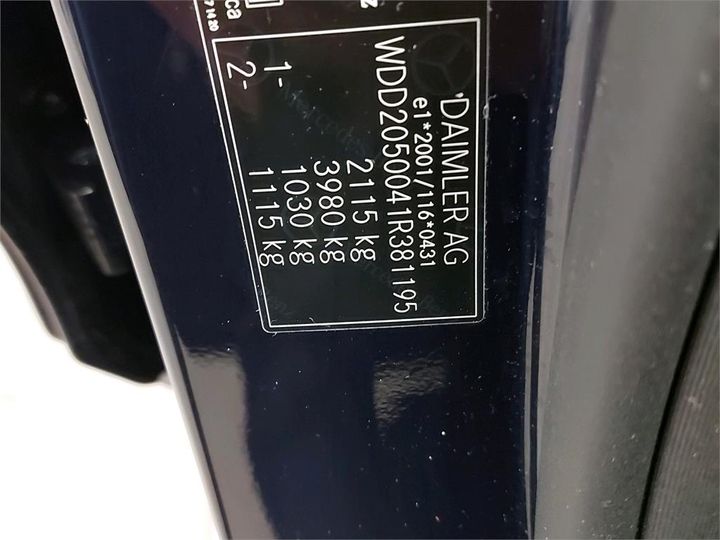 DAIMLER AG
e1*2001/116*0431
WDD2050041R381195
2115 kg
3980 kg
1- 1030 kg
2- 1115 kg